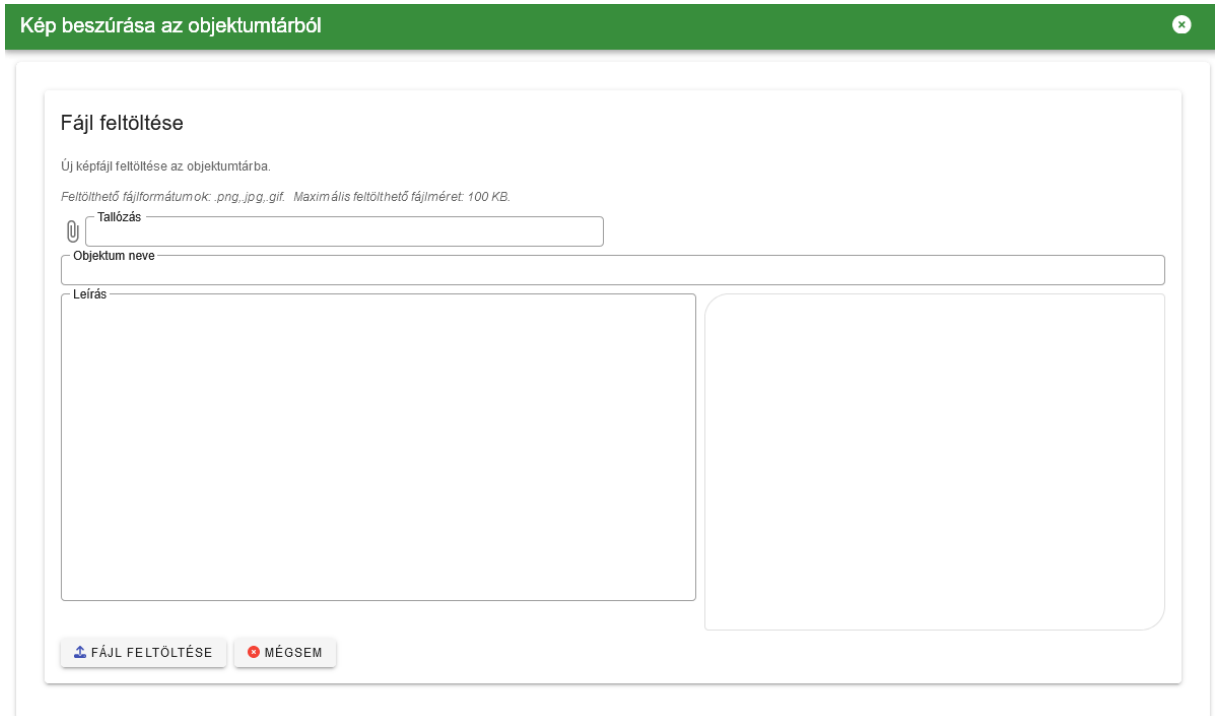 Kép beszúrása az objektumtárból
Fájl feltöltése
Új képfájl feltöltése az objektumtárba.
Feltölthető fájlformátumok: .png,.jpg,.gif. Maximális feltölthető fájlméret: 100 KB.
Tallózás
Objektum neve
Leírás
FÁJL FELTÖLTÉSE
MÉGSEM